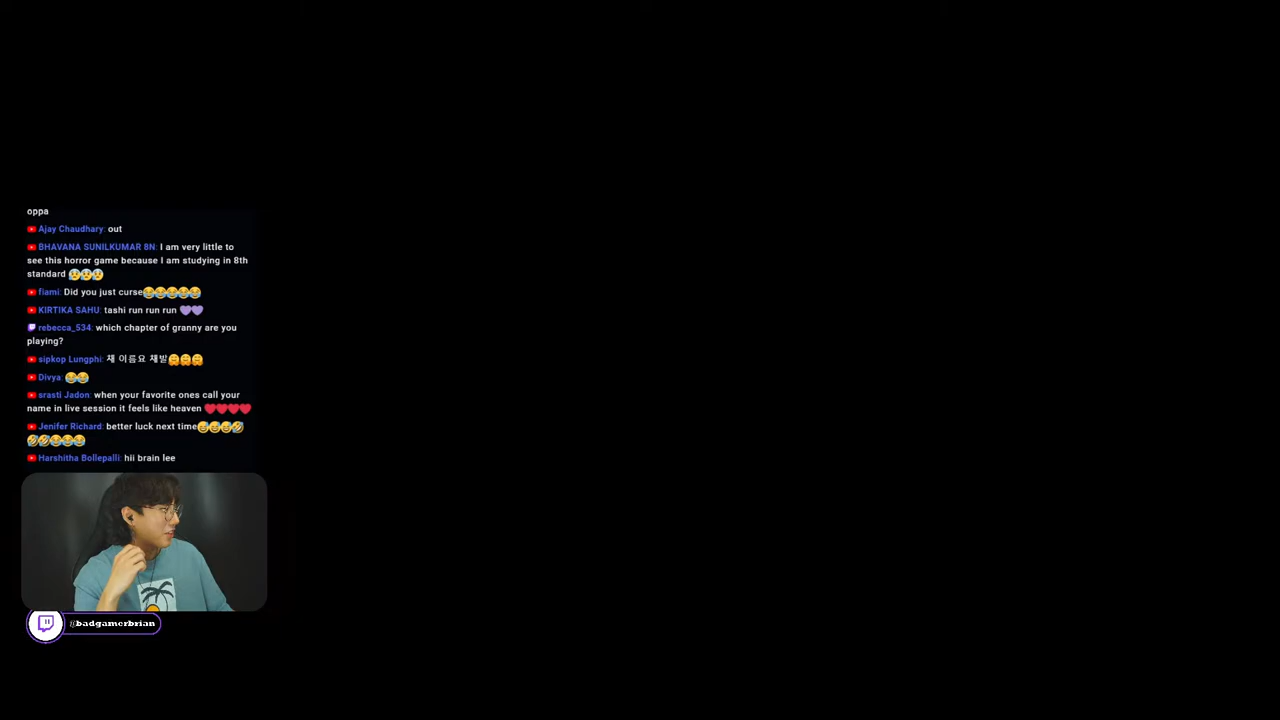 oppa
Ajay Chaudhary: out
BHAVANA SUNILKUMAR 8N: I am very little to
see this horror game because I am studying in 8th
standard 😰😰😰
fiami: Did you just curse😂😂😂😂😂
KIRTIKA SAHU: tashi run run run 💜💜
rebecca_534: which chapter of granny are you
playing?
sipkop Lungphi: 채 이름요 채발🤗🤗🤗
Divya: 😂😂
srasti Jadon: when your favorite ones call your
name in live session it feels like heaven ❤❤❤❤
Jenifer Richard: better luck next time😅😅😅🤣
🤣🤣😂😂😂
Harshitha Bollepalli: hii brain lee
@badgamerbrian